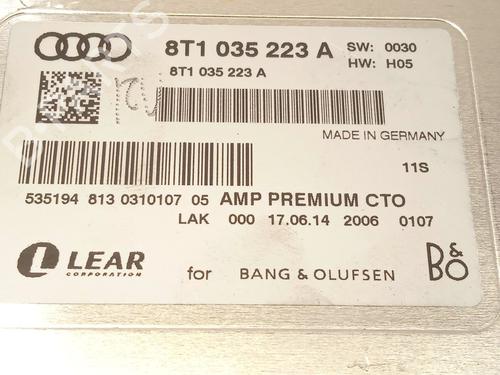 8T1 035 223 A SW: 0030
8T1 035 223 A HW: H05
MADE IN GERMANY
11S
535194 813 0310107 05 AMP PREMIUM CTO
LAK 000 17.06.14 2006 0107
LEAR for BANG & OLUFSEN B&O
CORPORATION